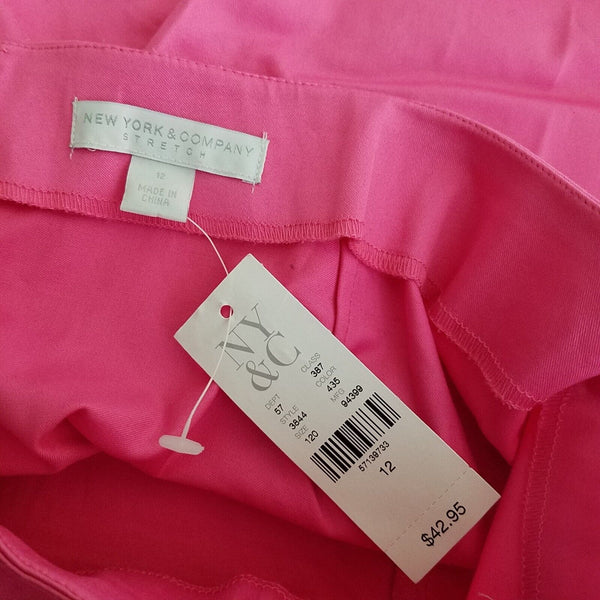 NEW YORK & COMPANY
STRETCH
12
MADE IN
CHINA
NY
&C
DEPT CLASS
57 387
STYLE COLOR
3844 435
SIZE MFG
120 94399
57139733
12
$42.95